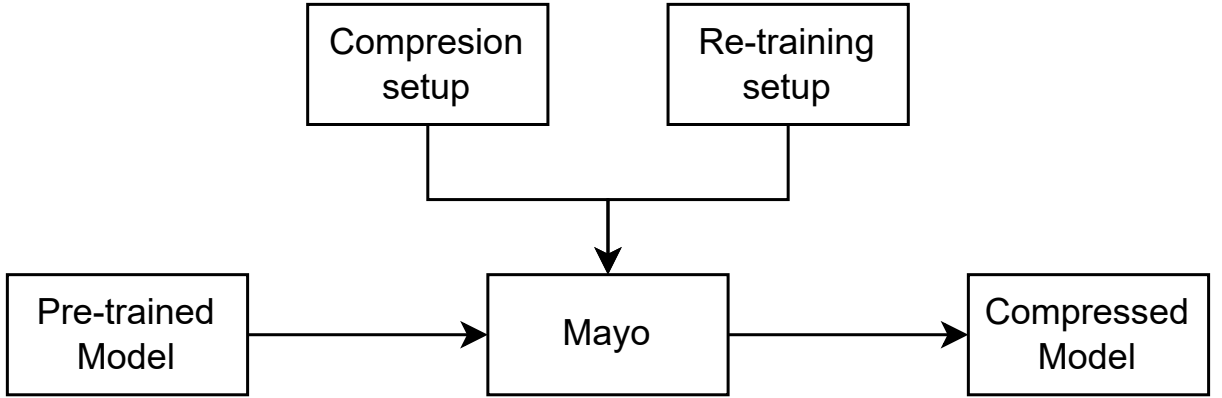 Compresion
setup
Re-training
setup
Pre-trained
Model
Mayo
Compressed
Model